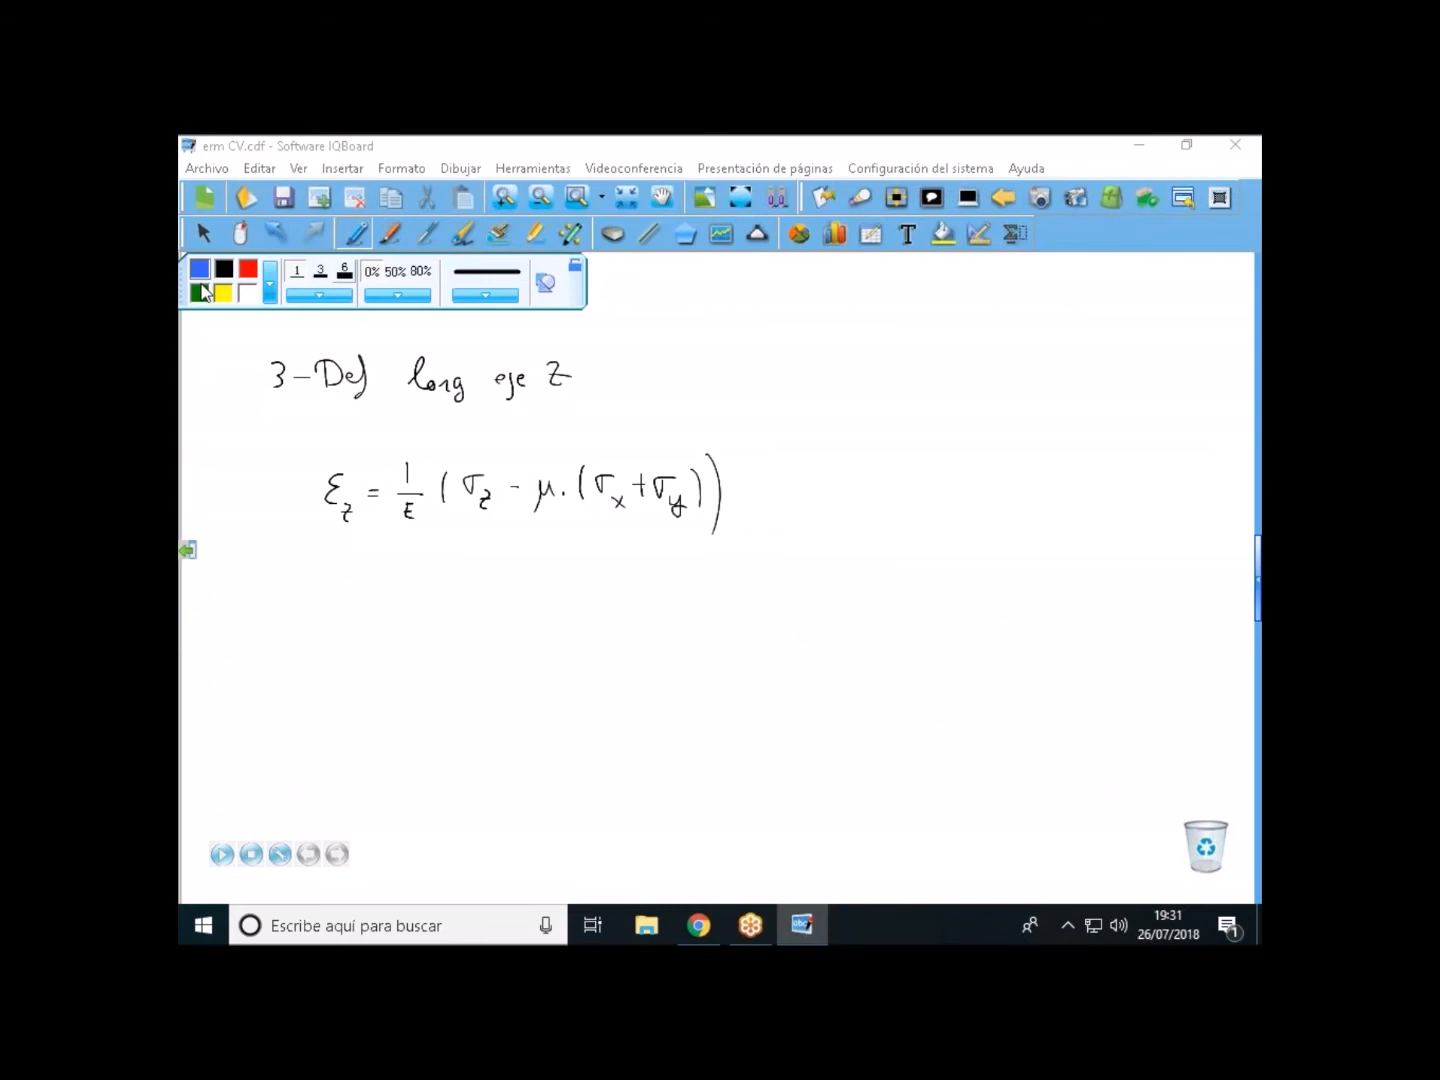 erm CV.cdf - Software IQBoard
Archivo Editar Ver Insertar Formato Dibujar Herramientas Videoconferencia Presentación de páginas Configuración del sistema Ayuda
T
1 3 6 0% 50% 80%
3-Def long eje Z
ε_z = 1/E (σ_z - μ.(σ_x+σ_y))
Escribe aquí para buscar
19:31
26/07/2018
1